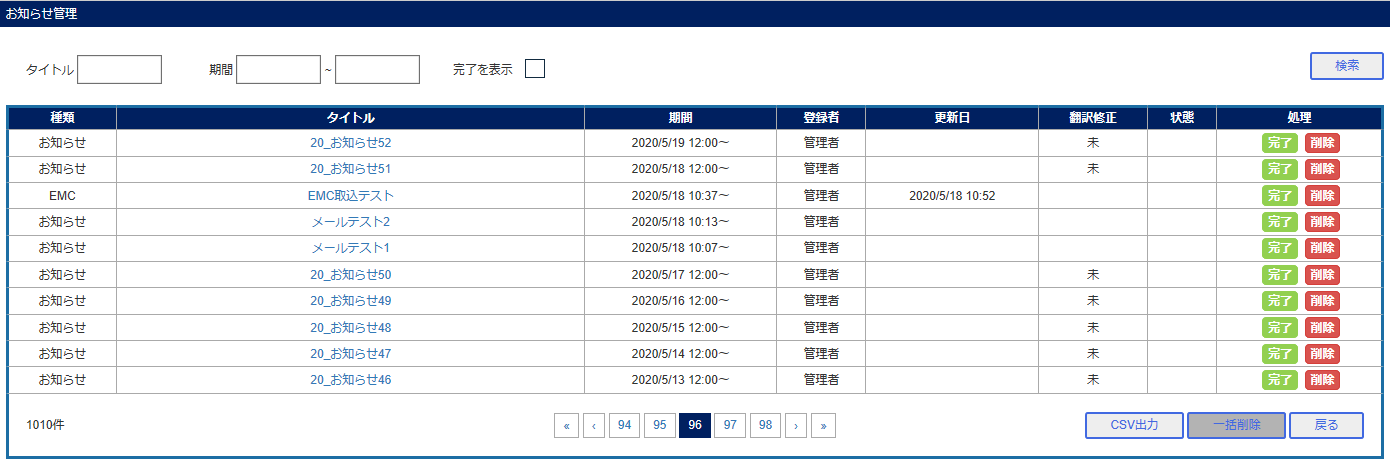 お知らせ管理
タイトル 期間 ~ 完了を表示 検索
種類 タイトル 期間 登録者 更新日 翻訳修正 状態 処理
お知らせ 20_お知らせ52 2020/5/19 12:00～ 管理者 未 完了 削除
お知らせ 20_お知らせ51 2020/5/18 12:00～ 管理者 未 完了 削除
EMC EMC取込テスト 2020/5/18 10:37～ 管理者 2020/5/18 10:52 完了 削除
お知らせ メールテスト2 2020/5/18 10:13～ 管理者 完了 削除
お知らせ メールテスト1 2020/5/18 10:07～ 管理者 完了 削除
お知らせ 20_お知らせ50 2020/5/17 12:00～ 管理者 未 完了 削除
お知らせ 20_お知らせ49 2020/5/16 12:00～ 管理者 未 完了 削除
お知らせ 20_お知らせ48 2020/5/15 12:00～ 管理者 未 完了 削除
お知らせ 20_お知らせ47 2020/5/14 12:00～ 管理者 未 完了 削除
お知らせ 20_お知らせ46 2020/5/13 12:00～ 管理者 未 完了 削除
1010件 « ‹ 94 95 96 97 98 › » CSV出力 一括削除 戻る